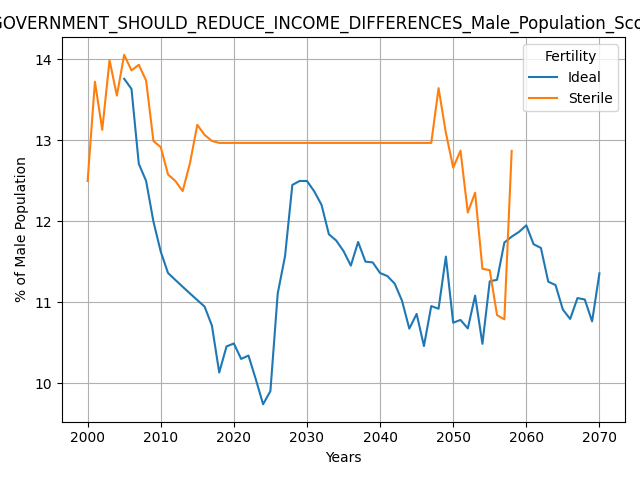 GOVERNMENT_SHOULD_REDUCE_INCOME_DIFFERENCES_Male_Population_Sco
Fertility
Ideal
Sterile
% of Male Population
14
13
12
11
10
2000 2010 2020 2030 2040 2050 2060 2070
Years